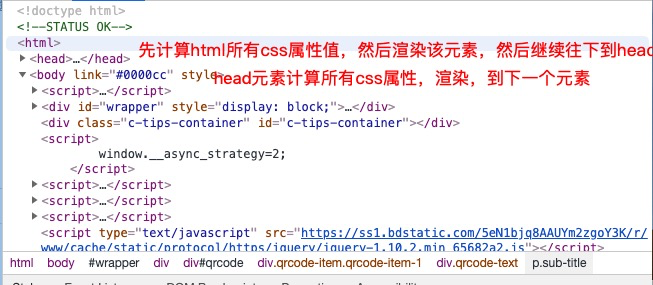 <!doctype html>
<!--STATUS OK-->
<html>
先计算html所有css属性值，然后渲染该元素，然后继续往下到head
<head>…</head>
<body link="#0000cc" style
head元素计算所有css属性，渲染，到下一个元素
<script>…</script>
<div id="wrapper" style="display: block;">…</div>
<div class="c-tips-container" id="c-tips-container"></div>
<script>
window.__async_strategy=2;
</script>
<script>…</script>
<script>…</script>
<script>…</script>
<script type="text/javascript" src="https://ss1.bdstatic.com/5eN1bjq8AAUYm2zgoY3K/r/
www/cache/static/protocol/https/jquery/jquery-1.10.2.min_65682a2.js"></script>
html body #wrapper div div#qrcode div.qrcode-item.qrcode-item-1 div.qrcode-text p.sub-title